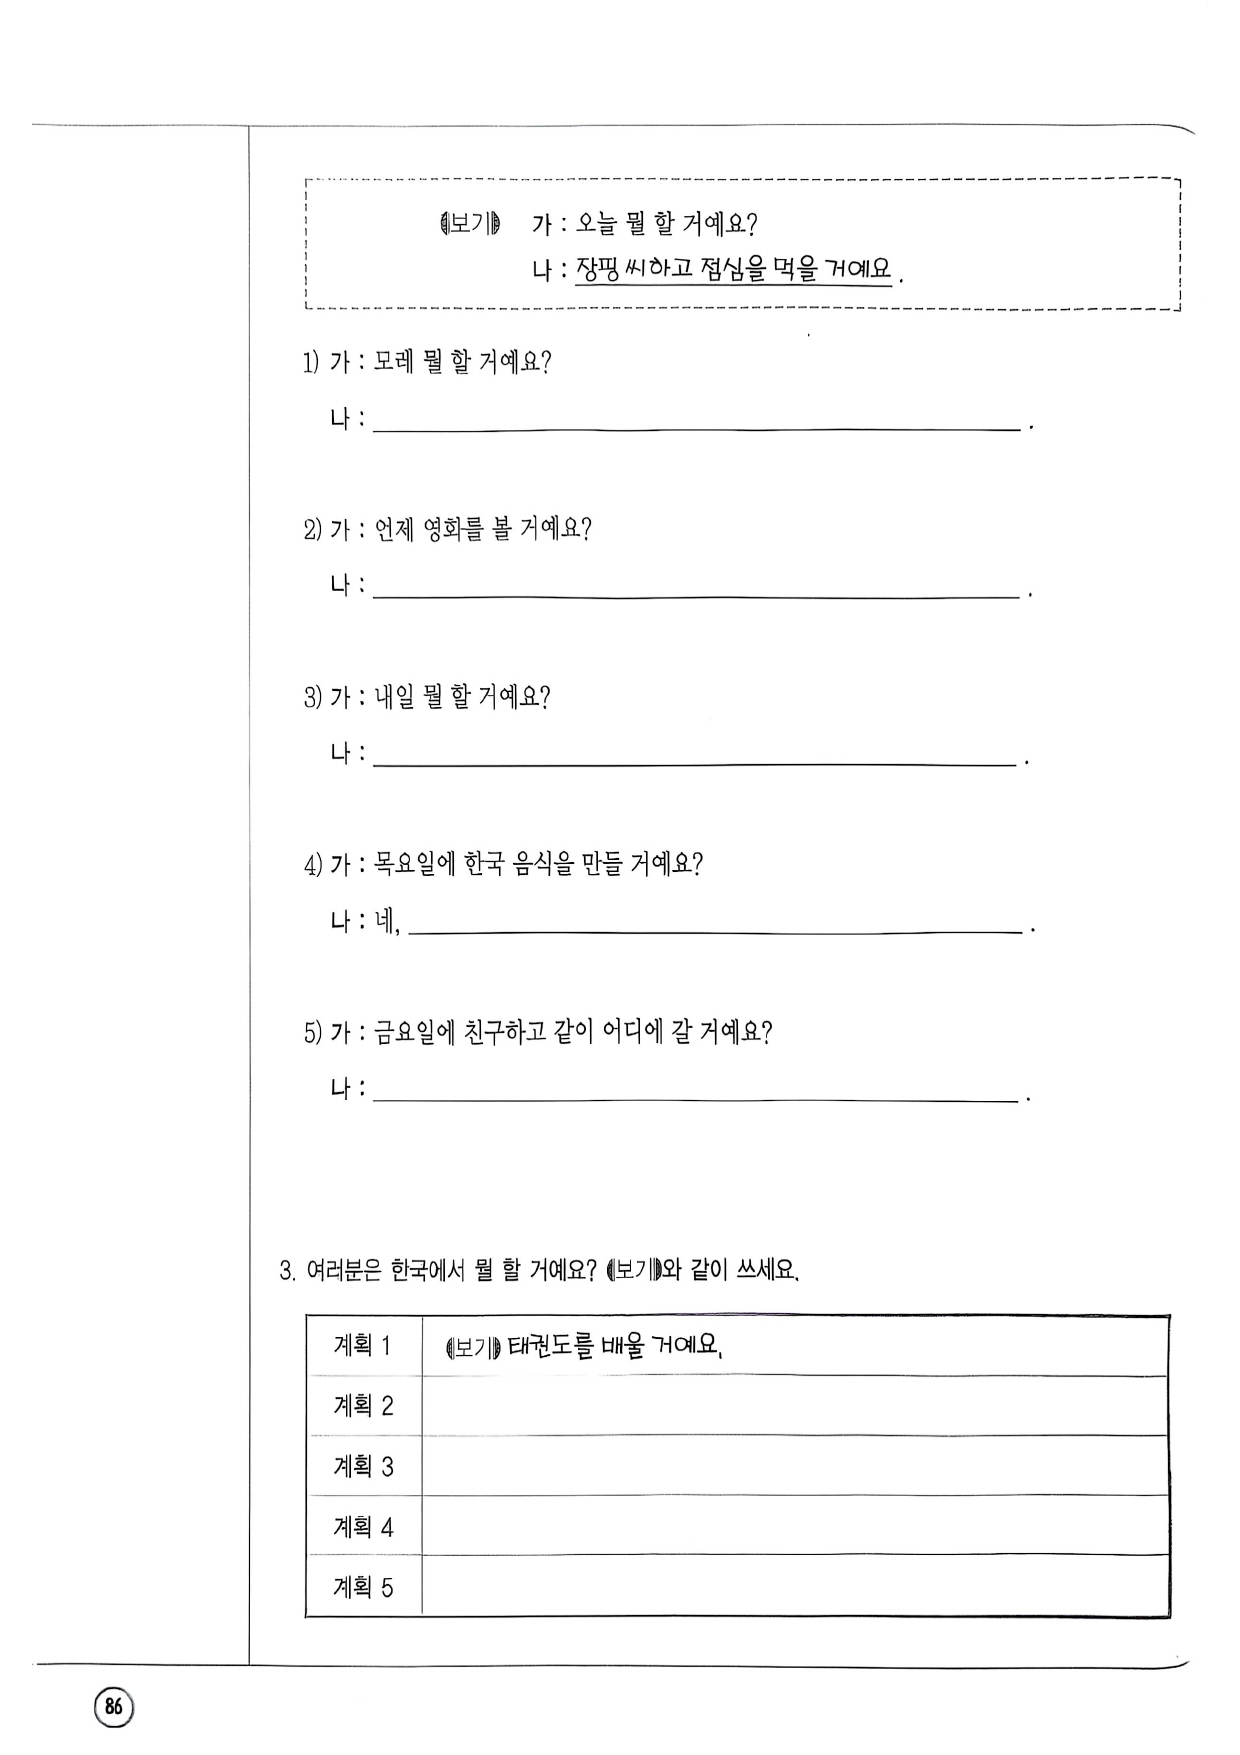 《보기》 가 : 오늘 뭘 할 거예요?
나 : 장핑 씨하고 점심을 먹을 거예요 .
1) 가 : 모레 뭘 할 거예요?
나 : .
2) 가 : 언제 영화를 볼 거예요?
나 : .
3) 가 : 내일 뭘 할 거예요?
나 : .
4) 가 : 목요일에 한국 음식을 만들 거예요?
나 : 네, .
5) 가 : 금요일에 친구하고 같이 어디에 갈 거예요?
나 : .
3. 여러분은 한국에서 뭘 할 거예요? 《보기》와 같이 쓰세요.
계획 1 《보기》 태권도를 배울 거예요.
계획 2
계획 3
계획 4
계획 5
86